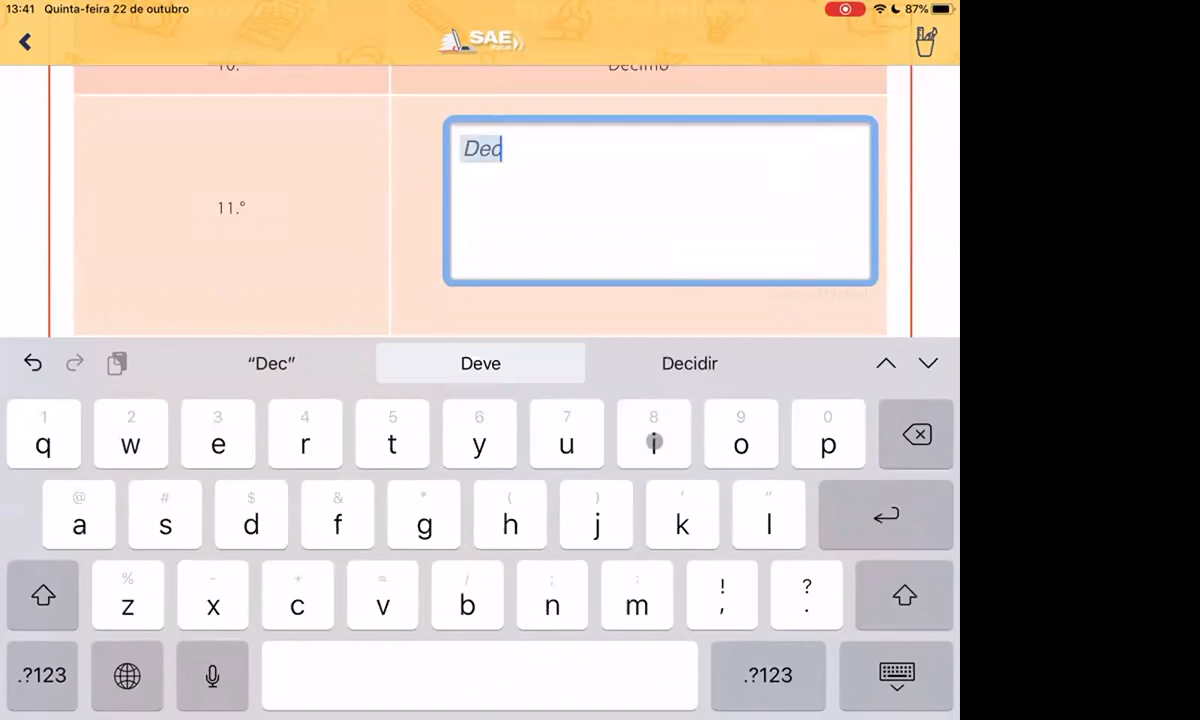 13:41 Quinta-feira 22 de outubro 87%
SAE
10.° Décimo
Dec
11.°
“Dec” Deve Decidir
1 2 3 4 5 6 7 8 9 0
q w e r t y u i o p
@ # $ & * ( ) ' "
a s d f g h j k l
% - + = / ; : ! ?
z x c v b n m , .
.?123 .?123